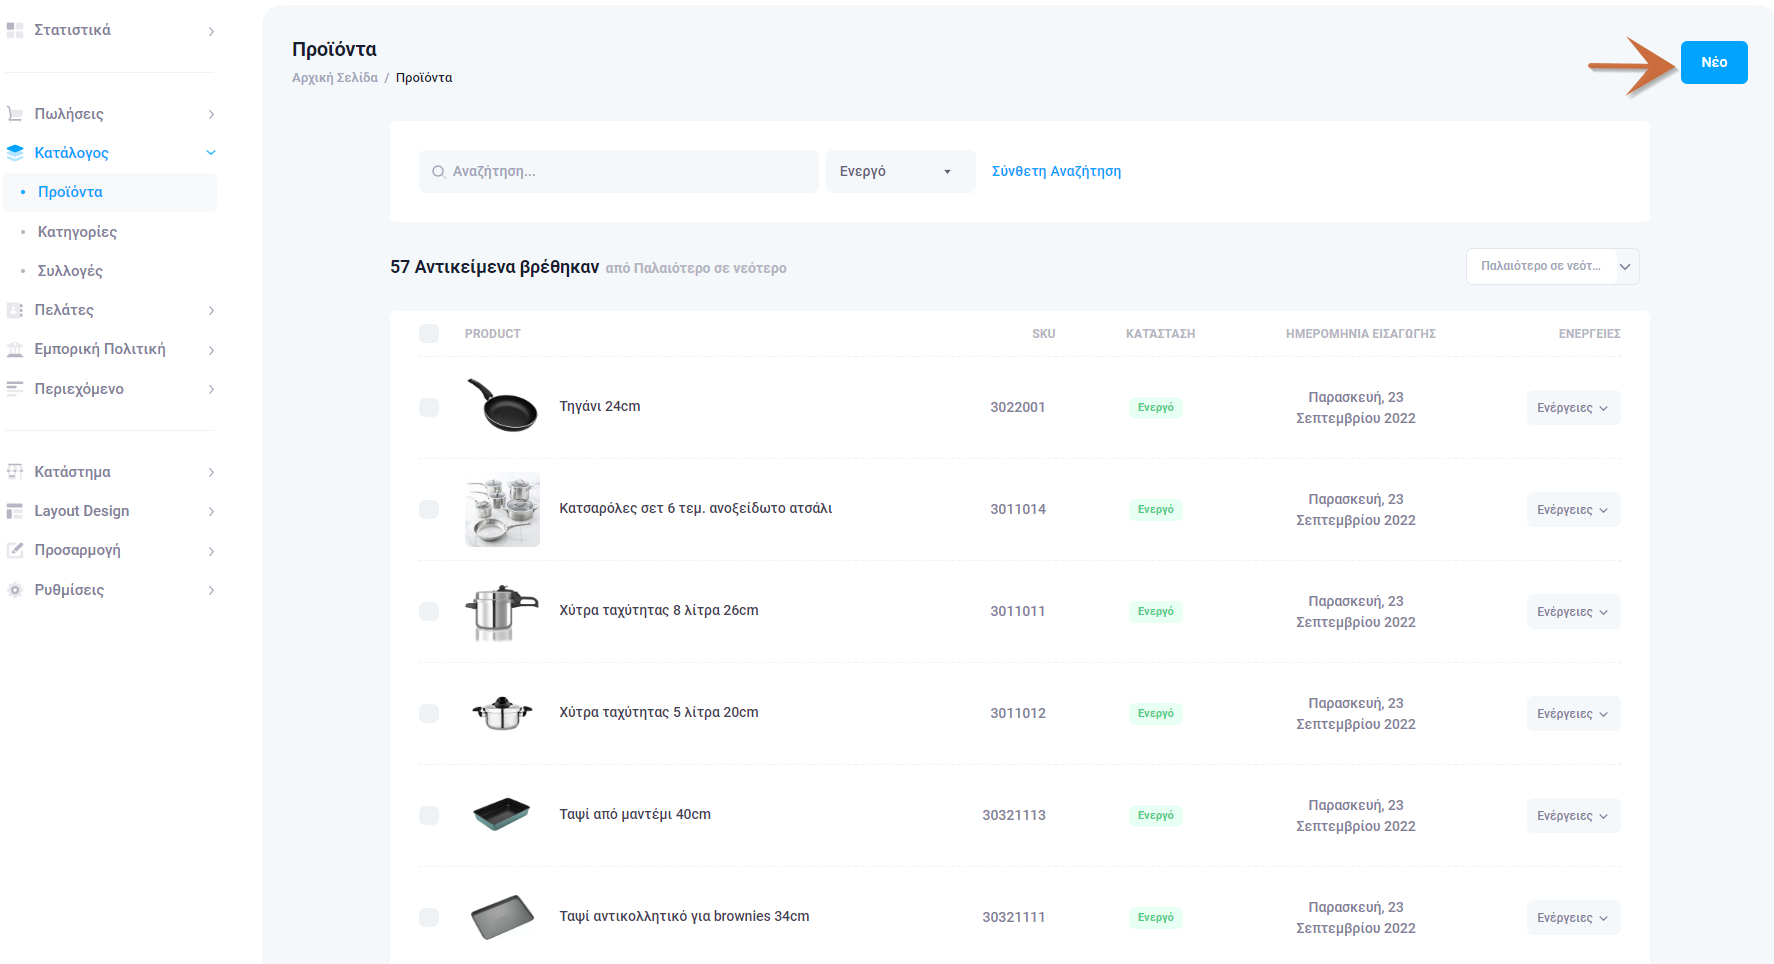 Στατιστικά
Πωλήσεις
Κατάλογος
Προϊόντα
Κατηγορίες
Συλλογές
Πελάτες
Εμπορική Πολιτική
Περιεχόμενο
Κατάστημα
Layout Design
Προσαρμογή
Ρυθμίσεις
Προϊόντα
Αρχική Σελίδα / Προϊόντα
Νέο
Αναζήτηση...
Ενεργό
Σύνθετη Αναζήτηση
57 Αντικείμενα βρέθηκαν από Παλαιότερο σε νεότερο
Παλαιότερο σε νεότ...
PRODUCT SKU ΚΑΤΆΣΤΑΣΗ ΗΜΕΡΟΜΗΝΙΑ ΕΙΣΑΓΩΓΗΣ ΕΝΕΡΓΕΙΕΣ
Τηγάνι 24cm 3022001 Ενεργό Παρασκευή, 23 Ενέργειες
Σεπτεμβρίου 2022
Κατσαρόλες σετ 6 τεμ. ανοξείδωτο ατσάλι 3011014 Ενεργό Παρασκευή, 23 Ενέργειες
Σεπτεμβρίου 2022
Χύτρα ταχύτητας 8 λίτρα 26cm 3011011 Ενεργό Παρασκευή, 23 Ενέργειες
Σεπτεμβρίου 2022
Χύτρα ταχύτητας 5 λίτρα 20cm 3011012 Ενεργό Παρασκευή, 23 Ενέργειες
Σεπτεμβρίου 2022
Ταψί από μαντέμι 40cm 30321113 Ενεργό Παρασκευή, 23 Ενέργειες
Σεπτεμβρίου 2022
Ταψί αντικολλητικό για brownies 34cm 30321111 Ενεργό Παρασκευή, 23 Ενέργειες
Σεπτεμβρίου 2022